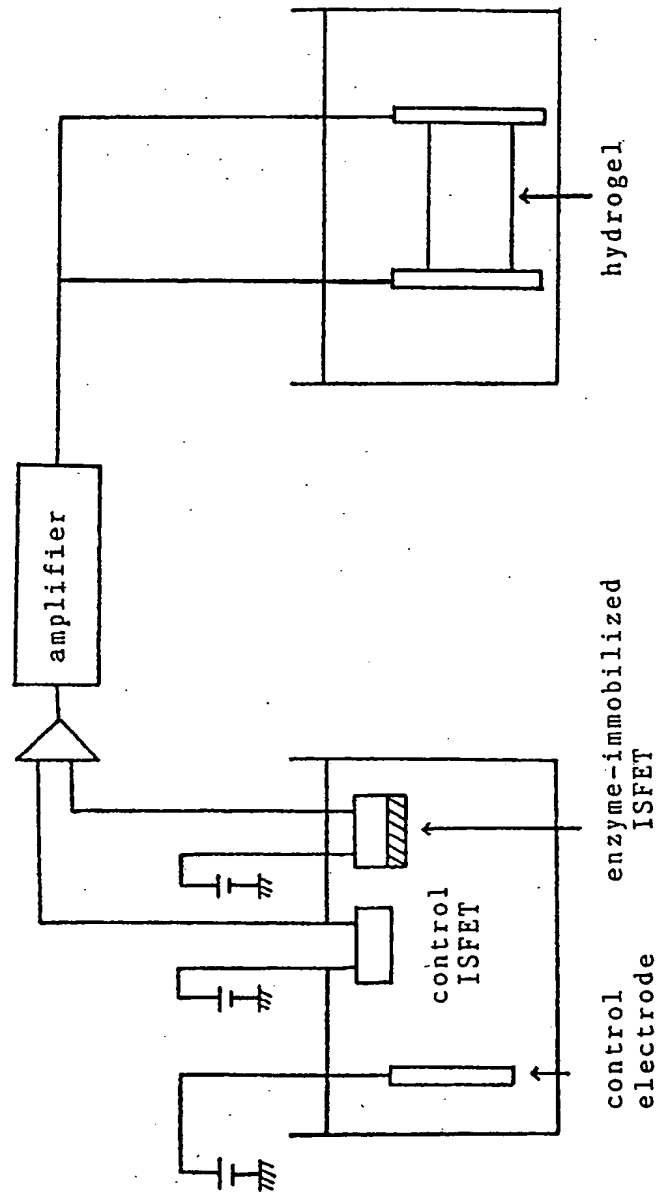 amplifier
control
ISFET
control
electrode
enzyme-immobilized
ISFET
hydrogel